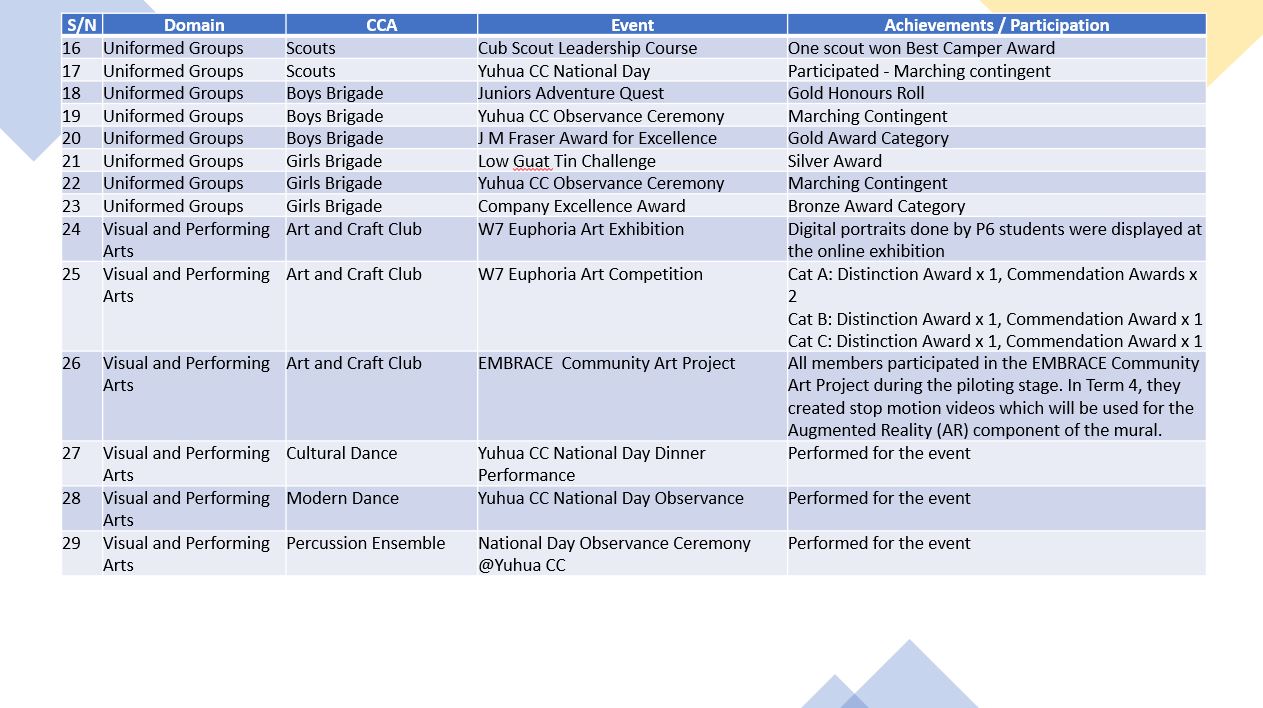 S/N Domain CCA Event Achievements / Participation
16 Uniformed Groups Scouts Cub Scout Leadership Course One scout won Best Camper Award
17 Uniformed Groups Scouts Yuhua CC National Day Participated - Marching contingent
18 Uniformed Groups Boys Brigade Juniors Adventure Quest Gold Honours Roll
19 Uniformed Groups Boys Brigade Yuhua CC Observance Ceremony Marching Contingent
20 Uniformed Groups Boys Brigade J M Fraser Award for Excellence Gold Award Category
21 Uniformed Groups Girls Brigade Low Guat Tin Challenge Silver Award
22 Uniformed Groups Girls Brigade Yuhua CC Observance Ceremony Marching Contingent
23 Uniformed Groups Girls Brigade Company Excellence Award Bronze Award Category
24 Visual and Performing Art and Craft Club W7 Euphoria Art Exhibition Digital portraits done by P6 students were displayed at
Arts the online exhibition
25 Visual and Performing Art and Craft Club W7 Euphoria Art Competition Cat A: Distinction Award x 1, Commendation Awards x
Arts 2
Cat B: Distinction Award x 1, Commendation Award x 1
Cat C: Distinction Award x 1, Commendation Award x 1
26 Visual and Performing Art and Craft Club EMBRACE  Community Art Project All members participated in the EMBRACE Community
Arts Art Project during the piloting stage. In Term 4, they
created stop motion videos which will be used for the
Augmented Reality (AR) component of the mural.
27 Visual and Performing Cultural Dance Yuhua CC National Day Dinner Performed for the event
Arts Performance
28 Visual and Performing Modern Dance Yuhua CC National Day Observance Performed for the event
Arts
29 Visual and Performing Percussion Ensemble National Day Observance Ceremony Performed for the event
Arts @Yuhua CC